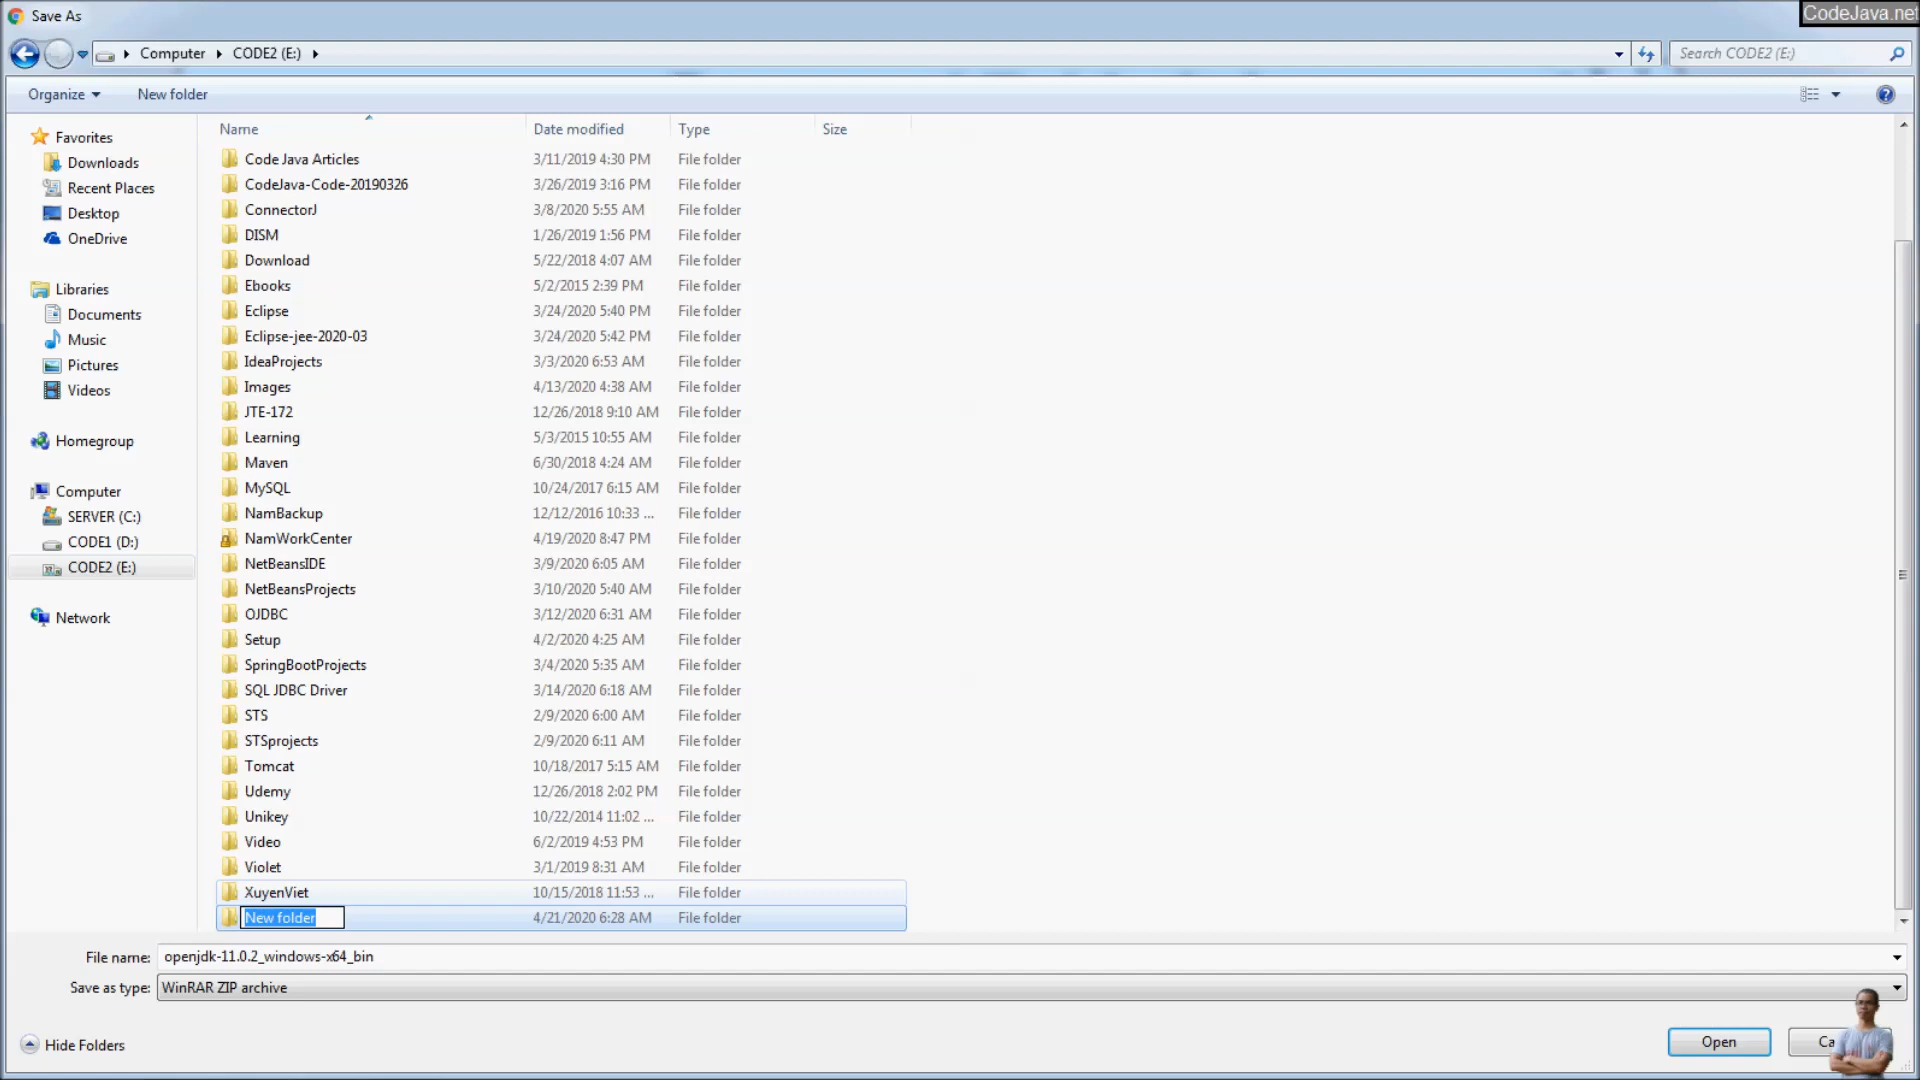 Save As
CodeJava.net
Computer CODE2 (E:)
Search CODE2 (E:)
Organize New folder
Name Date modified Type Size
Favorites
Downloads
Recent Places
Desktop
OneDrive
Libraries
Documents
Music
Pictures
Videos
Homegroup
Computer
SERVER (C:)
CODE1 (D:)
CODE2 (E:)
Network
Code Java Articles 3/11/2019 4:30 PM File folder
CodeJava-Code-20190326 3/26/2019 3:16 PM File folder
ConnectorJ 3/8/2020 5:55 AM File folder
DISM 1/26/2019 1:56 PM File folder
Download 5/22/2018 4:07 AM File folder
Ebooks 5/2/2015 2:39 PM File folder
Eclipse 3/24/2020 5:40 PM File folder
Eclipse-jee-2020-03 3/24/2020 5:42 PM File folder
IdeaProjects 3/3/2020 6:53 AM File folder
Images 4/13/2020 4:38 AM File folder
JTE-172 12/26/2018 9:10 AM File folder
Learning 5/3/2015 10:55 AM File folder
Maven 6/30/2018 4:24 AM File folder
MySQL 10/24/2017 6:15 AM File folder
NamBackup 12/12/2016 10:33 ... File folder
NamWorkCenter 4/19/2020 8:47 PM File folder
NetBeansIDE 3/9/2020 6:05 AM File folder
NetBeansProjects 3/10/2020 5:40 AM File folder
OJDBC 3/12/2020 6:31 AM File folder
Setup 4/2/2020 4:25 AM File folder
SpringBootProjects 3/4/2020 5:35 AM File folder
SQL JDBC Driver 3/14/2020 6:18 AM File folder
STS 2/9/2020 6:00 AM File folder
STSprojects 2/9/2020 6:11 AM File folder
Tomcat 10/18/2017 5:15 AM File folder
Udemy 12/26/2018 2:02 PM File folder
Unikey 10/22/2014 11:02 ... File folder
Video 6/2/2019 4:53 PM File folder
Violet 3/1/2019 8:31 AM File folder
XuyenViet 10/15/2018 11:53 ... File folder
New folder 4/21/2020 6:28 AM File folder
File name: openjdk-11.0.2_windows-x64_bin
Save as type: WinRAR ZIP archive
Hide Folders
Open
Ca